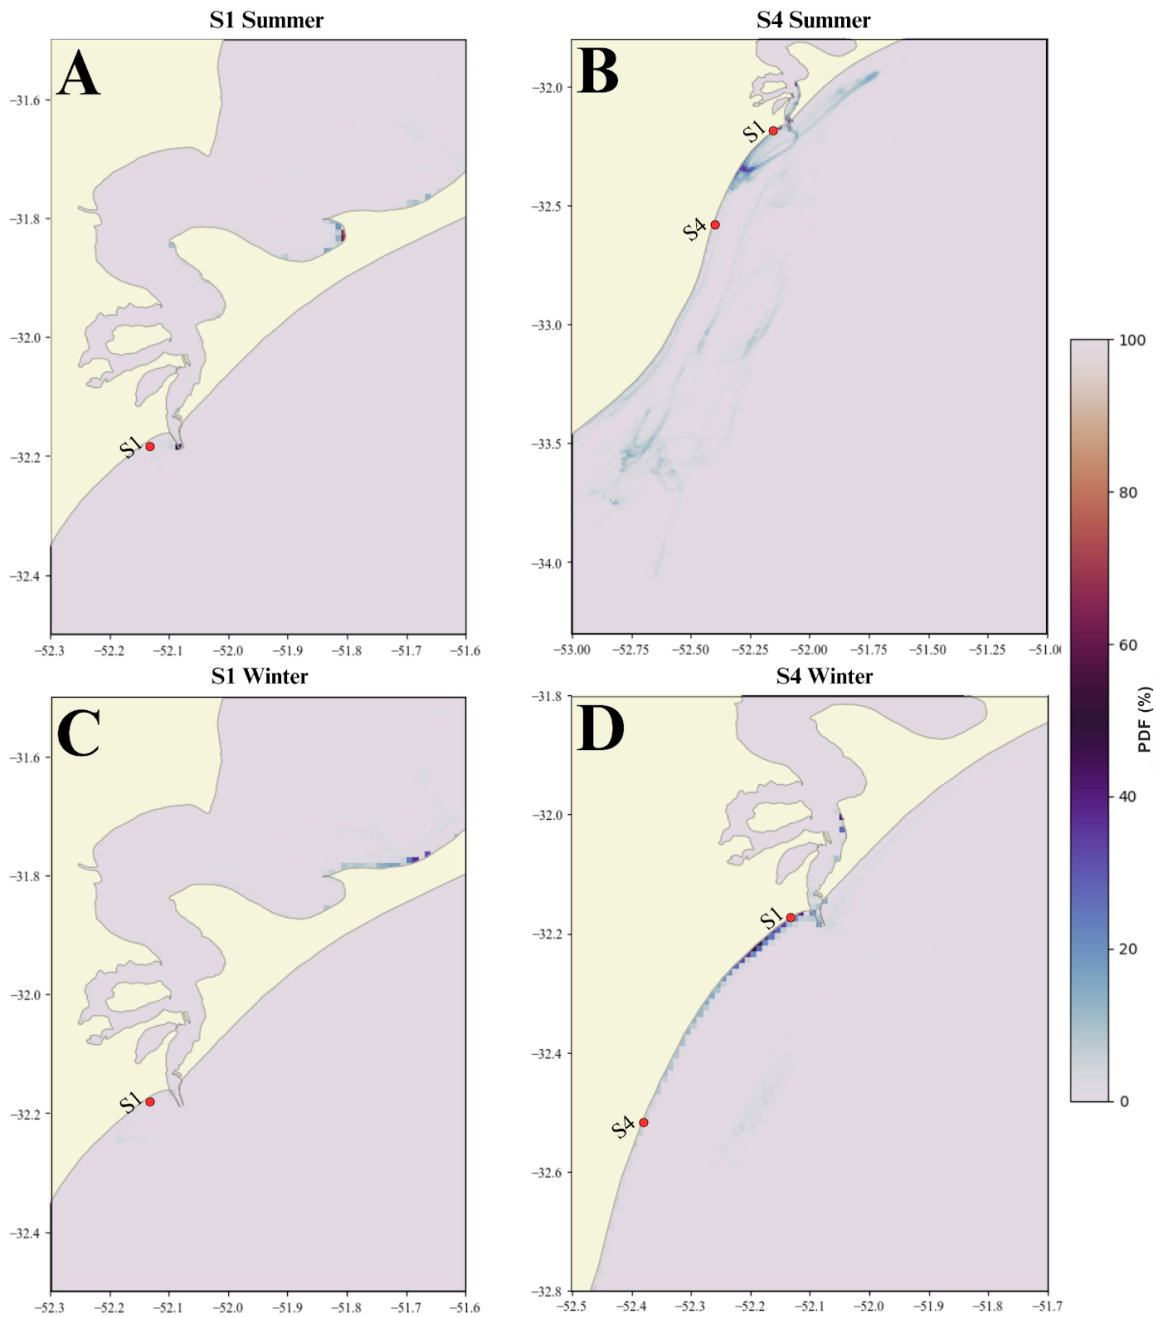 S1 Summer
A
−31.6
−31.8
−32.0
−32.2
−32.4
S1
−52.3 −52.2 −52.1 −52.0 −51.9 −51.8 −51.7 −51.6
S4 Summer
B
−32.0
−32.5
−33.0
−33.5
−34.0
S1
S4
−53.00 −52.75 −52.50 −52.25 −52.00 −51.75 −51.50 −51.25 −51.0
S1 Winter
C
−31.6
−31.8
−32.0
−32.2
−32.4
S1
−52.3 −52.2 −52.1 −52.0 −51.9 −51.8 −51.7 −51.6
S4 Winter
D
−31.8
−32.0
−32.2
−32.4
−32.6
−32.8
S1
S4
−52.5 −52.4 −52.3 −52.2 −52.1 −52.0 −51.9 −51.8 −51.7
100
80
60
40
20
0
PDF (%)